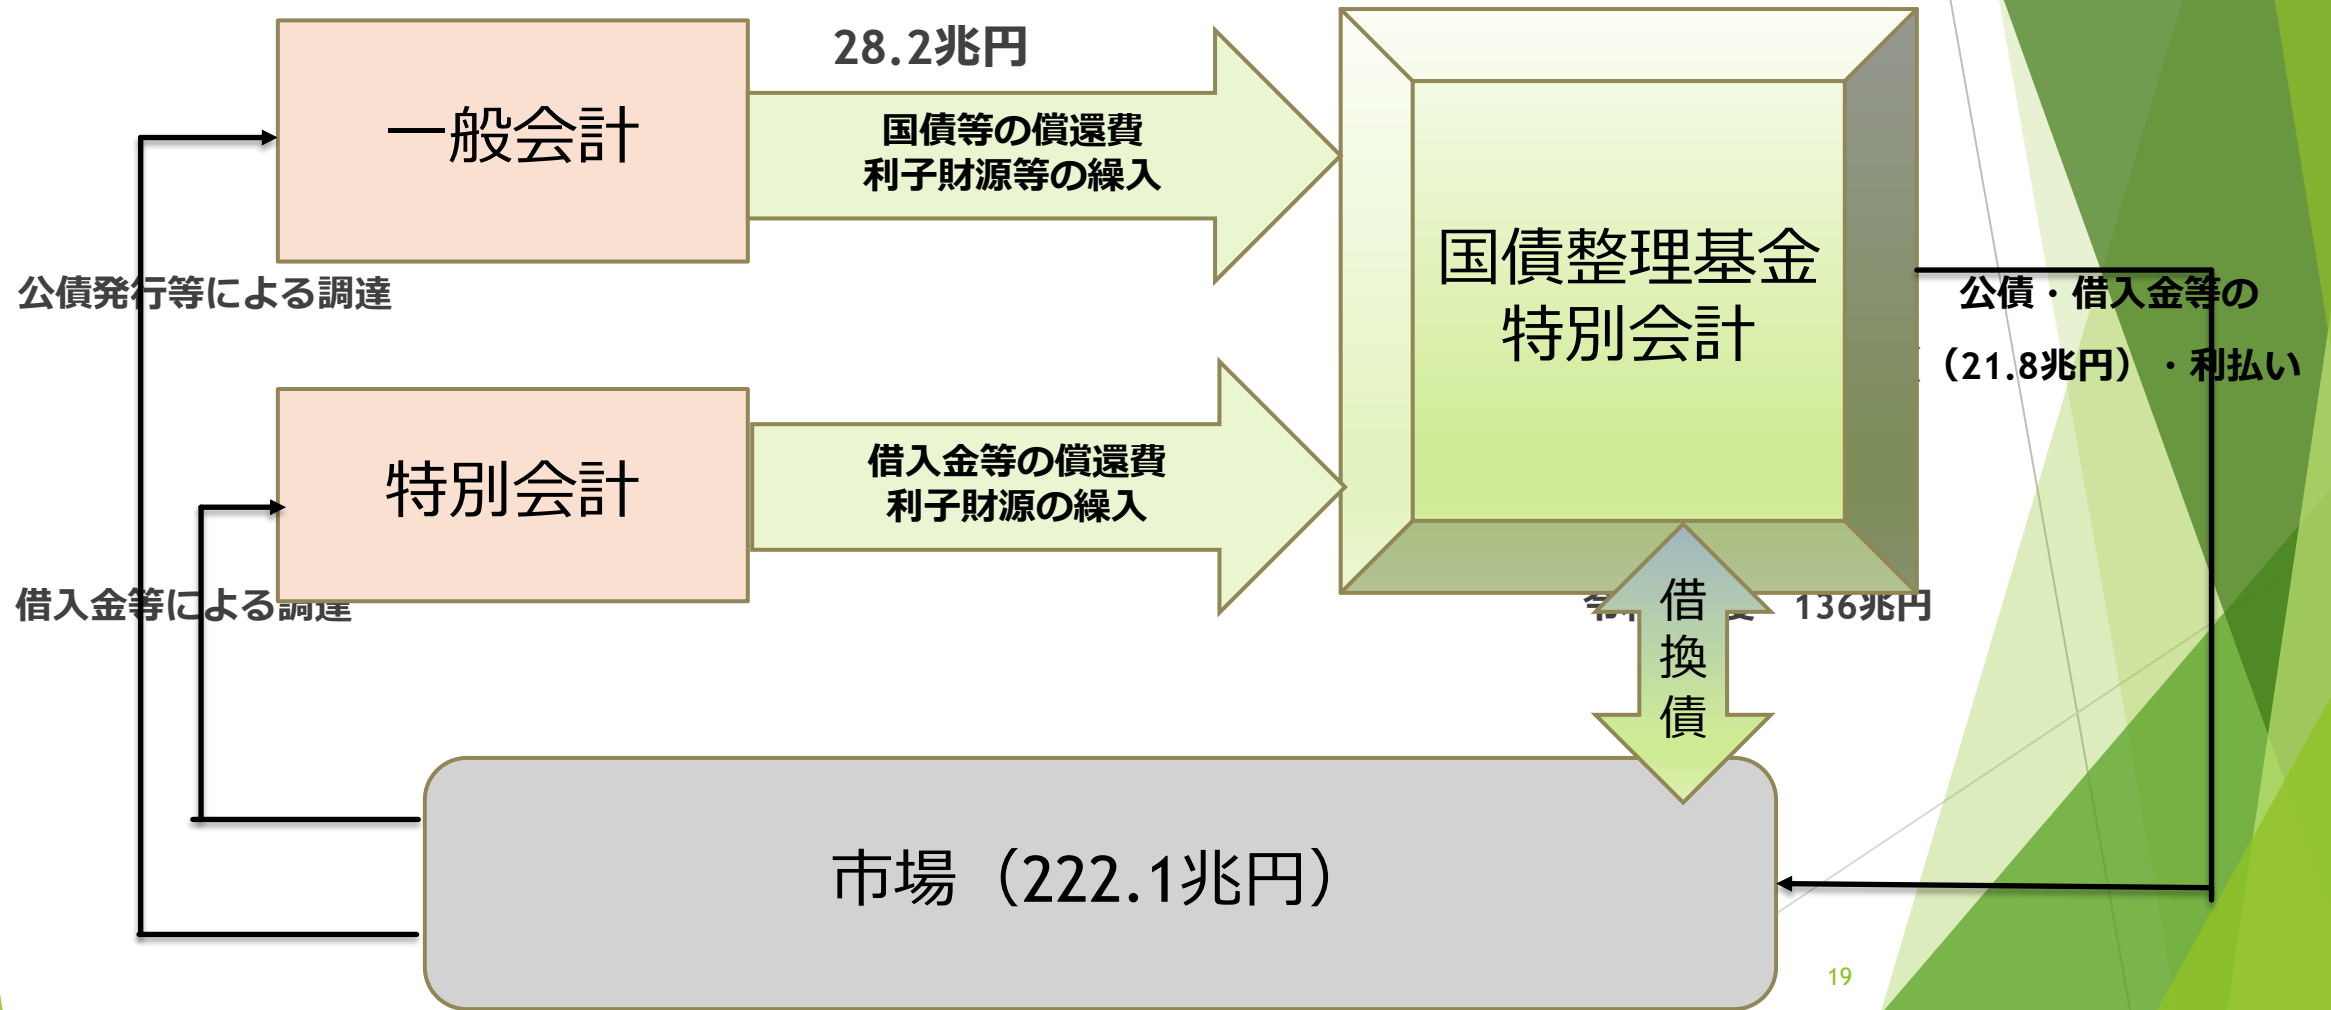 28.2兆円
一般会計
国債等の償還費
利子財源等の繰入
国債整理基金
特別会計
公債発行等による調達
公債・借入金等の
（21.8兆円）・利払い
特別会計
借入金等の償還費
利子財源の繰入
借入金等による調達
136兆円
借
換
債
市場（222.1兆円）
19